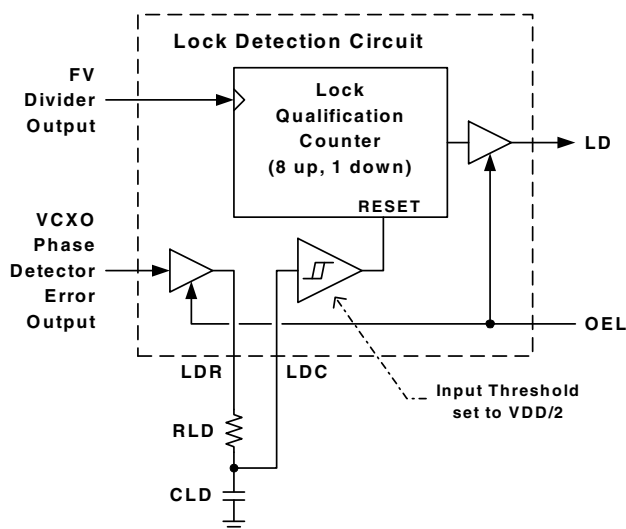 Lock Detection Circuit
FV
Divider
Output
Lock
Qualification
Counter
(8 up, 1 down)
RESET
LD
VCXO
Phase
Detector
Error
Output
OEL
LDR
LDC
Input Threshold
set to VDD/2
RLD
CLD